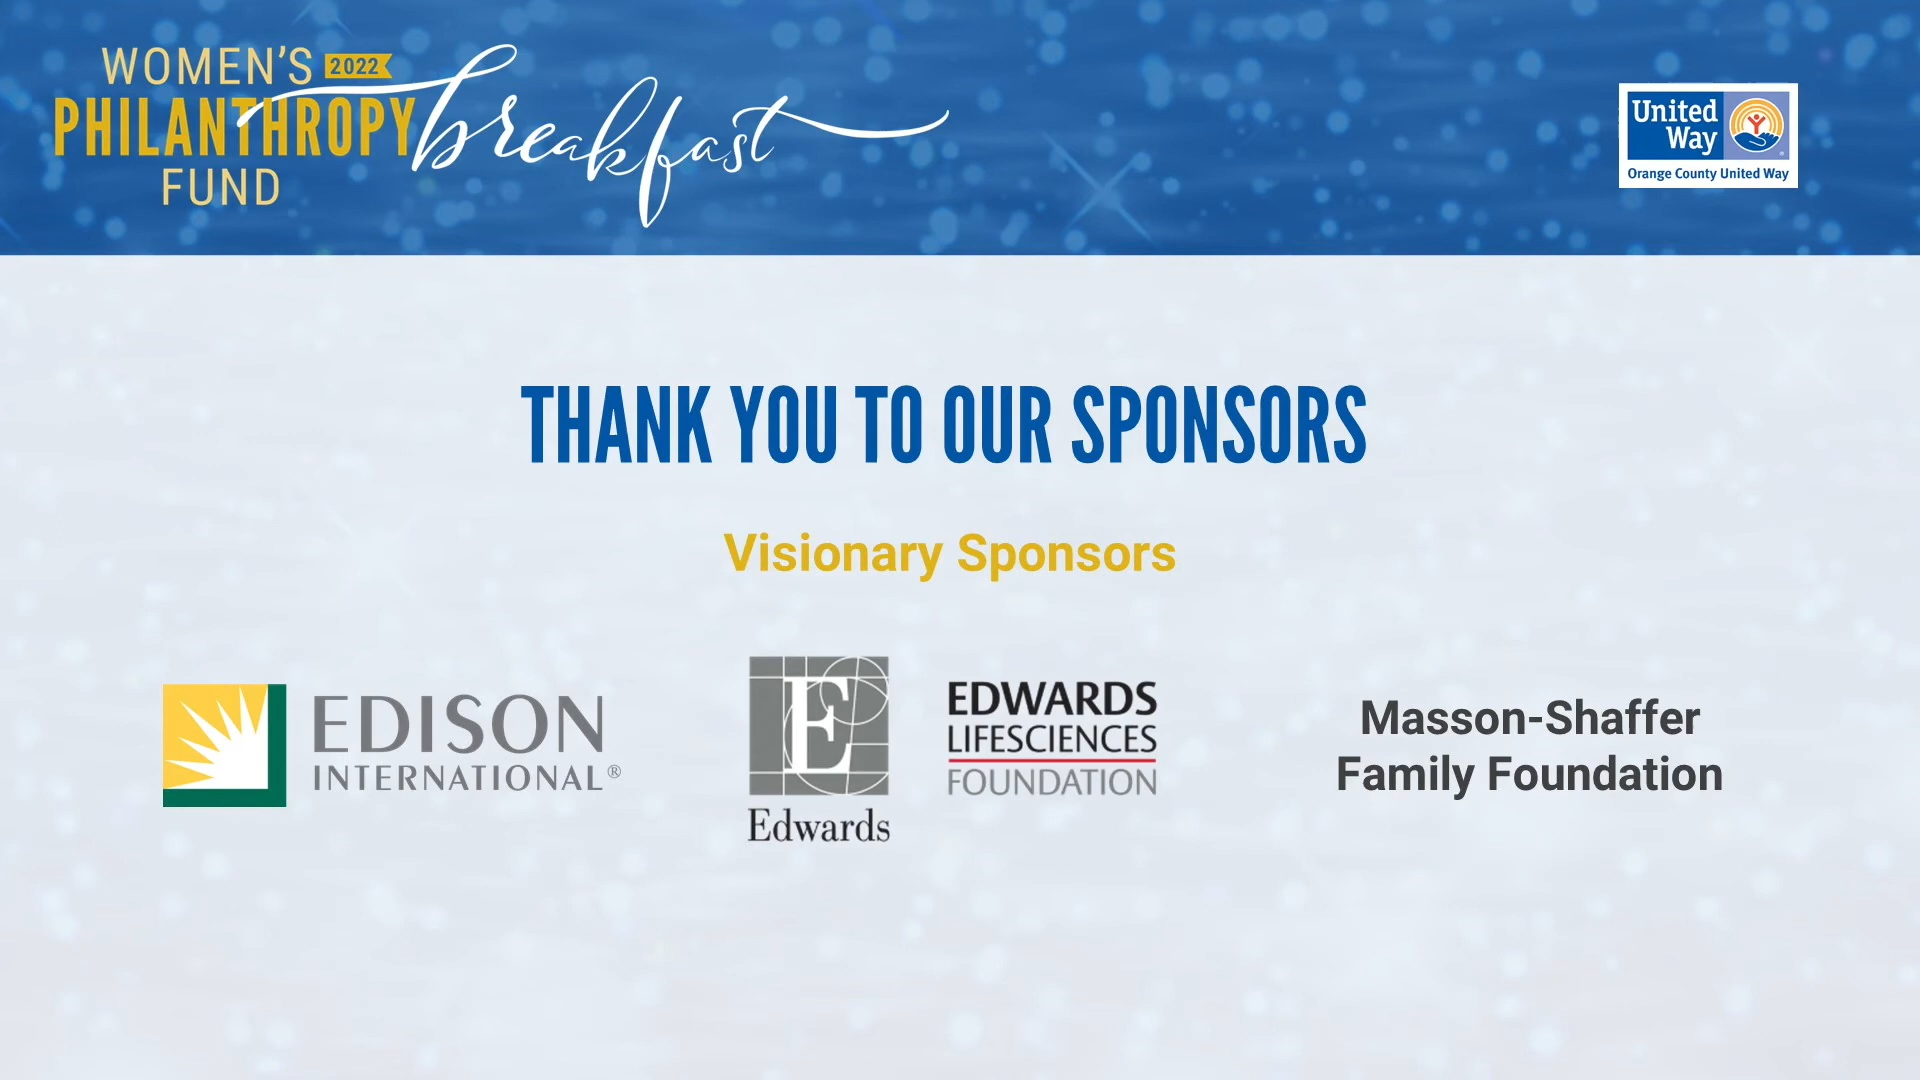 WOMEN'S 2022
PHILANTHROPY breakfast
FUND
United
Way
Orange County United Way
THANK YOU TO OUR SPONSORS
Visionary Sponsors
EDISON
INTERNATIONAL®
E
Edwards
EDWARDS
LIFESCIENCES
FOUNDATION
Masson-Shaffer
Family Foundation